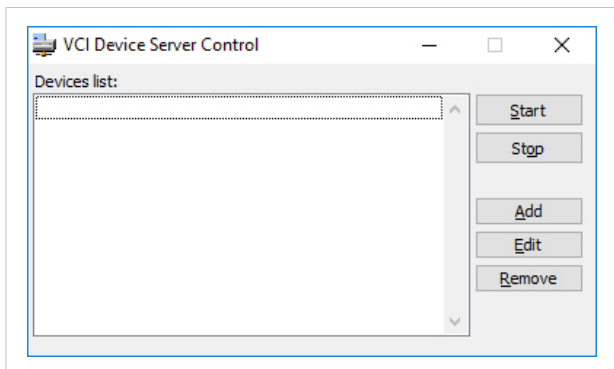 VCI Device Server Control
Devices list:
Start
Stop
Add
Edit
Remove